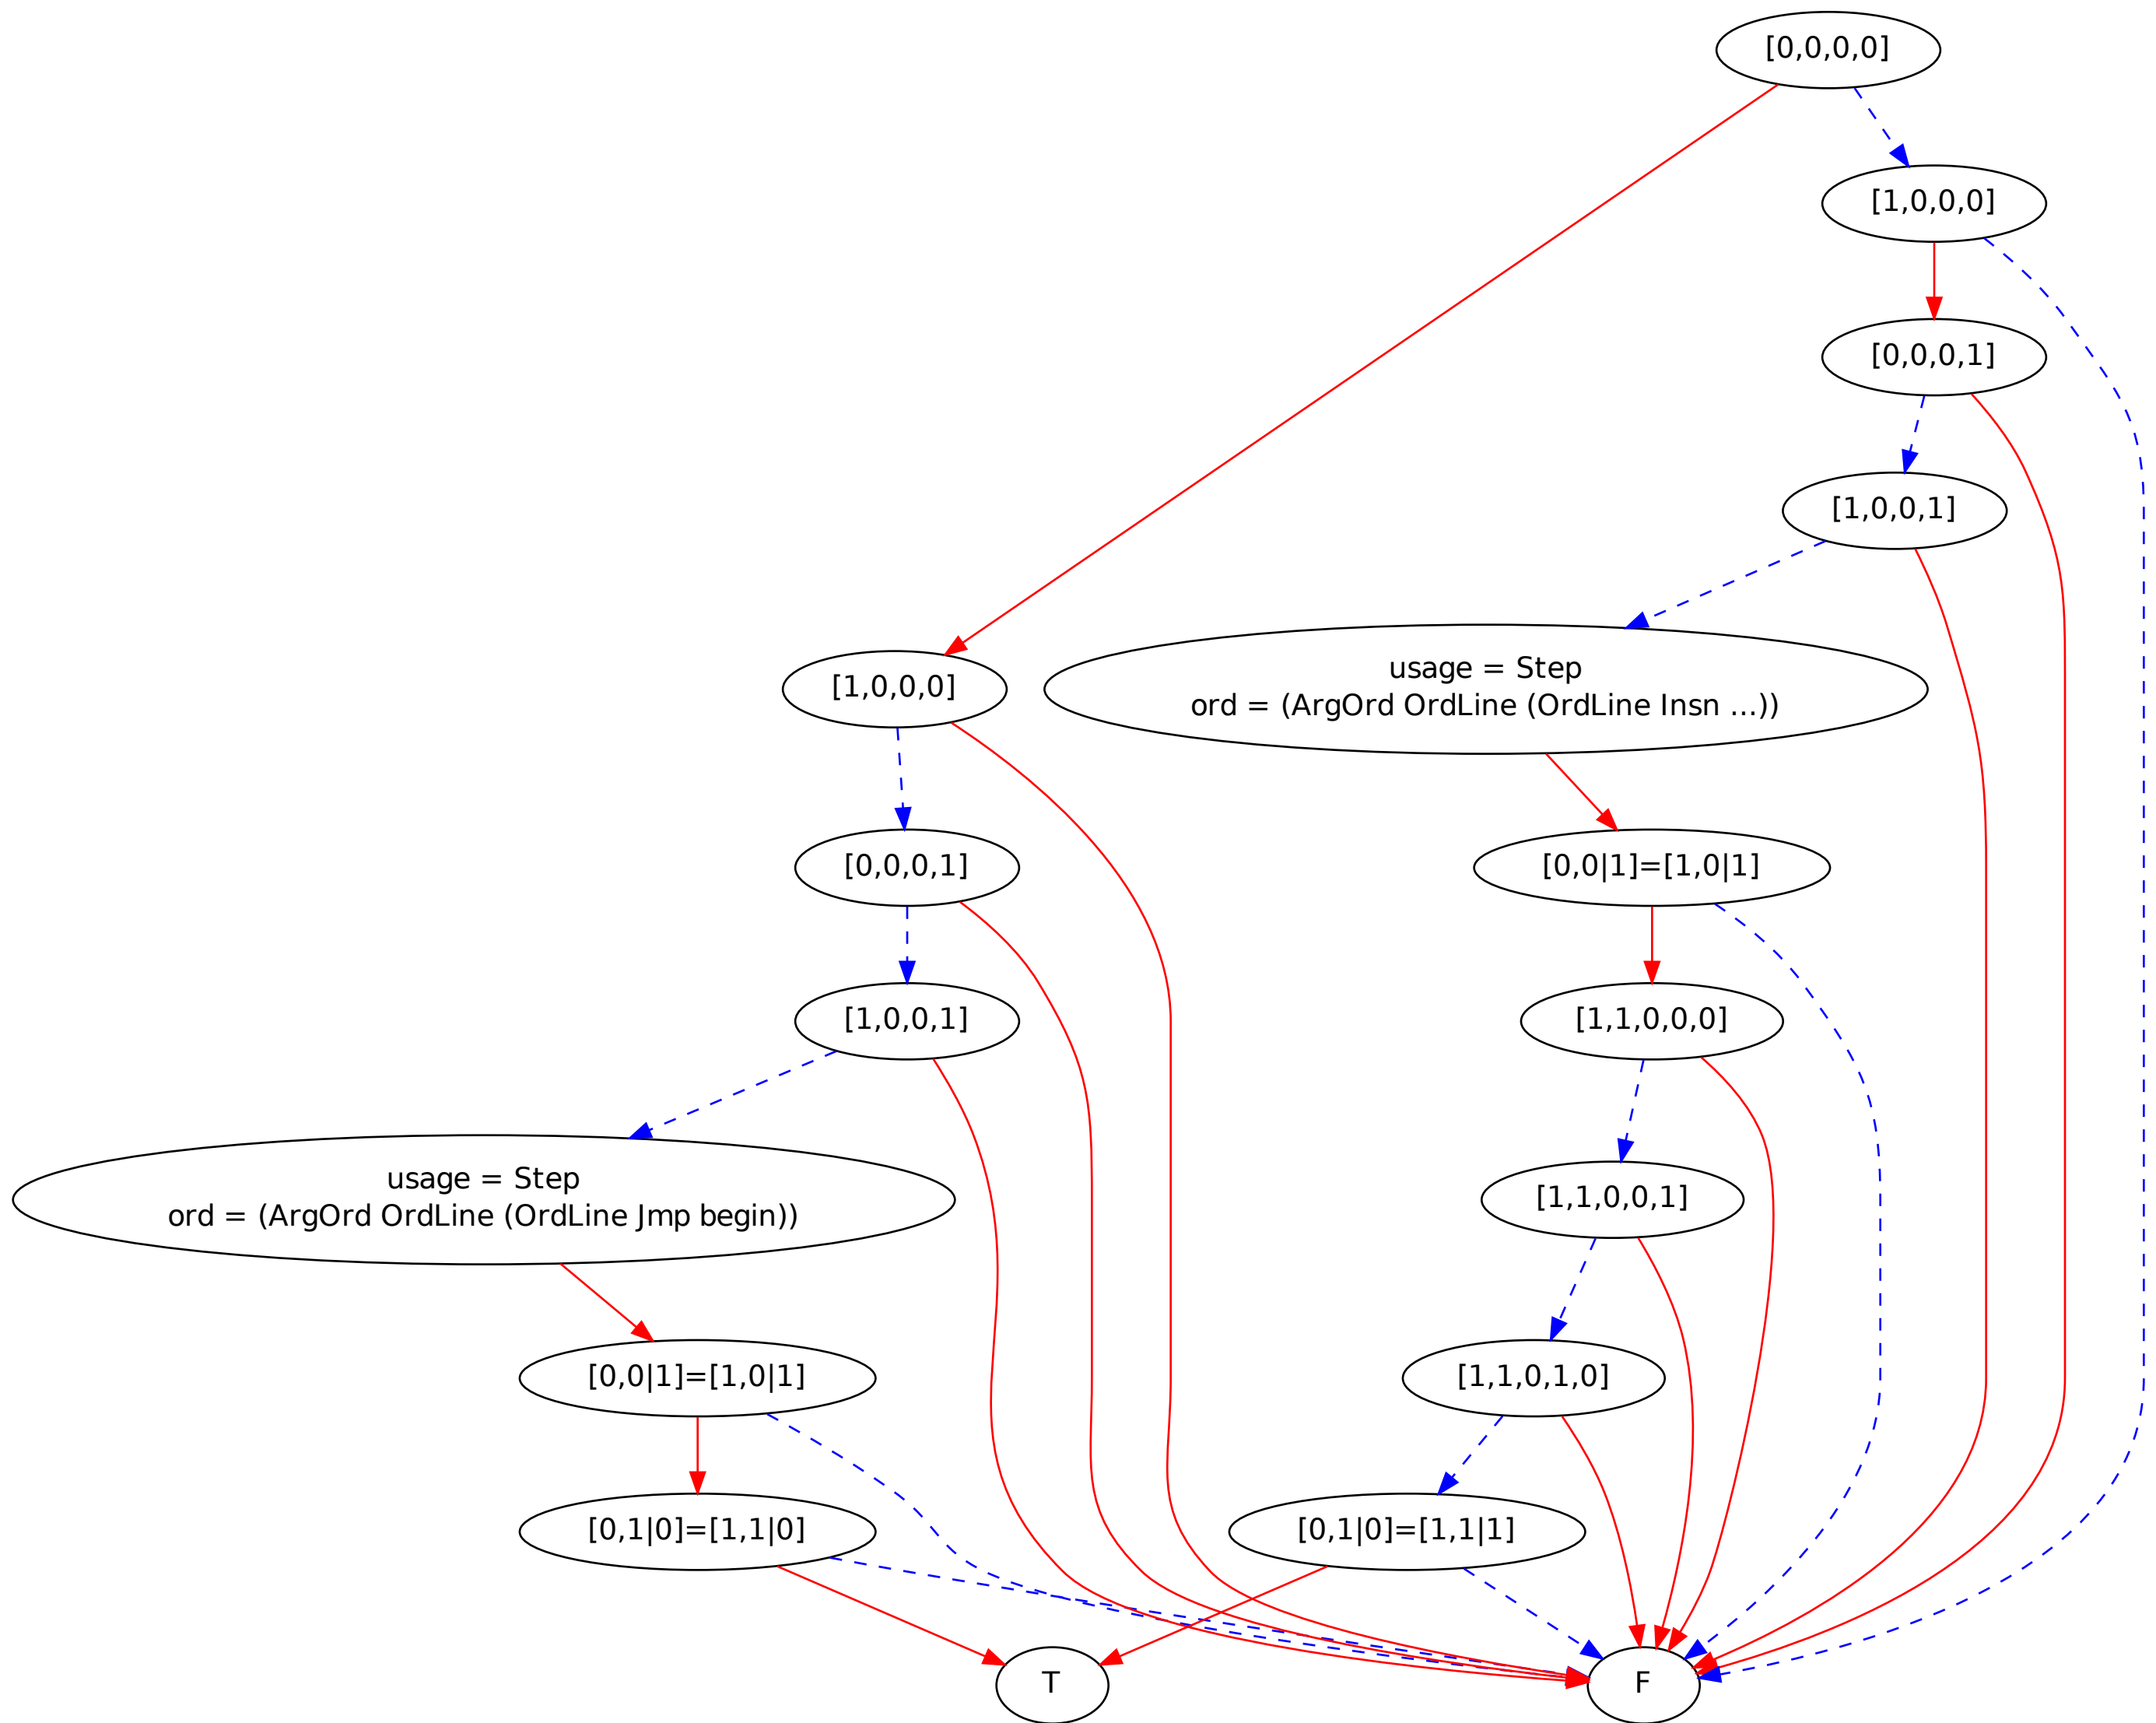 [0,0,0,0]
[1,0,0,0]
[0,0,0,1]
[1,0,0,1]
[1,0,0,0]
usage = Step
ord = (ArgOrd OrdLine (OrdLine Insn ...))
[0,0,0,1]
[0,0|1]=[1,0|1]
[1,0,0,1]
[1,1,0,0,0]
usage = Step
ord = (ArgOrd OrdLine (OrdLine Jmp begin))
[1,1,0,0,1]
[0,0|1]=[1,0|1]
[1,1,0,1,0]
[0,1|0]=[1,1|0]
[0,1|0]=[1,1|1]
T
F